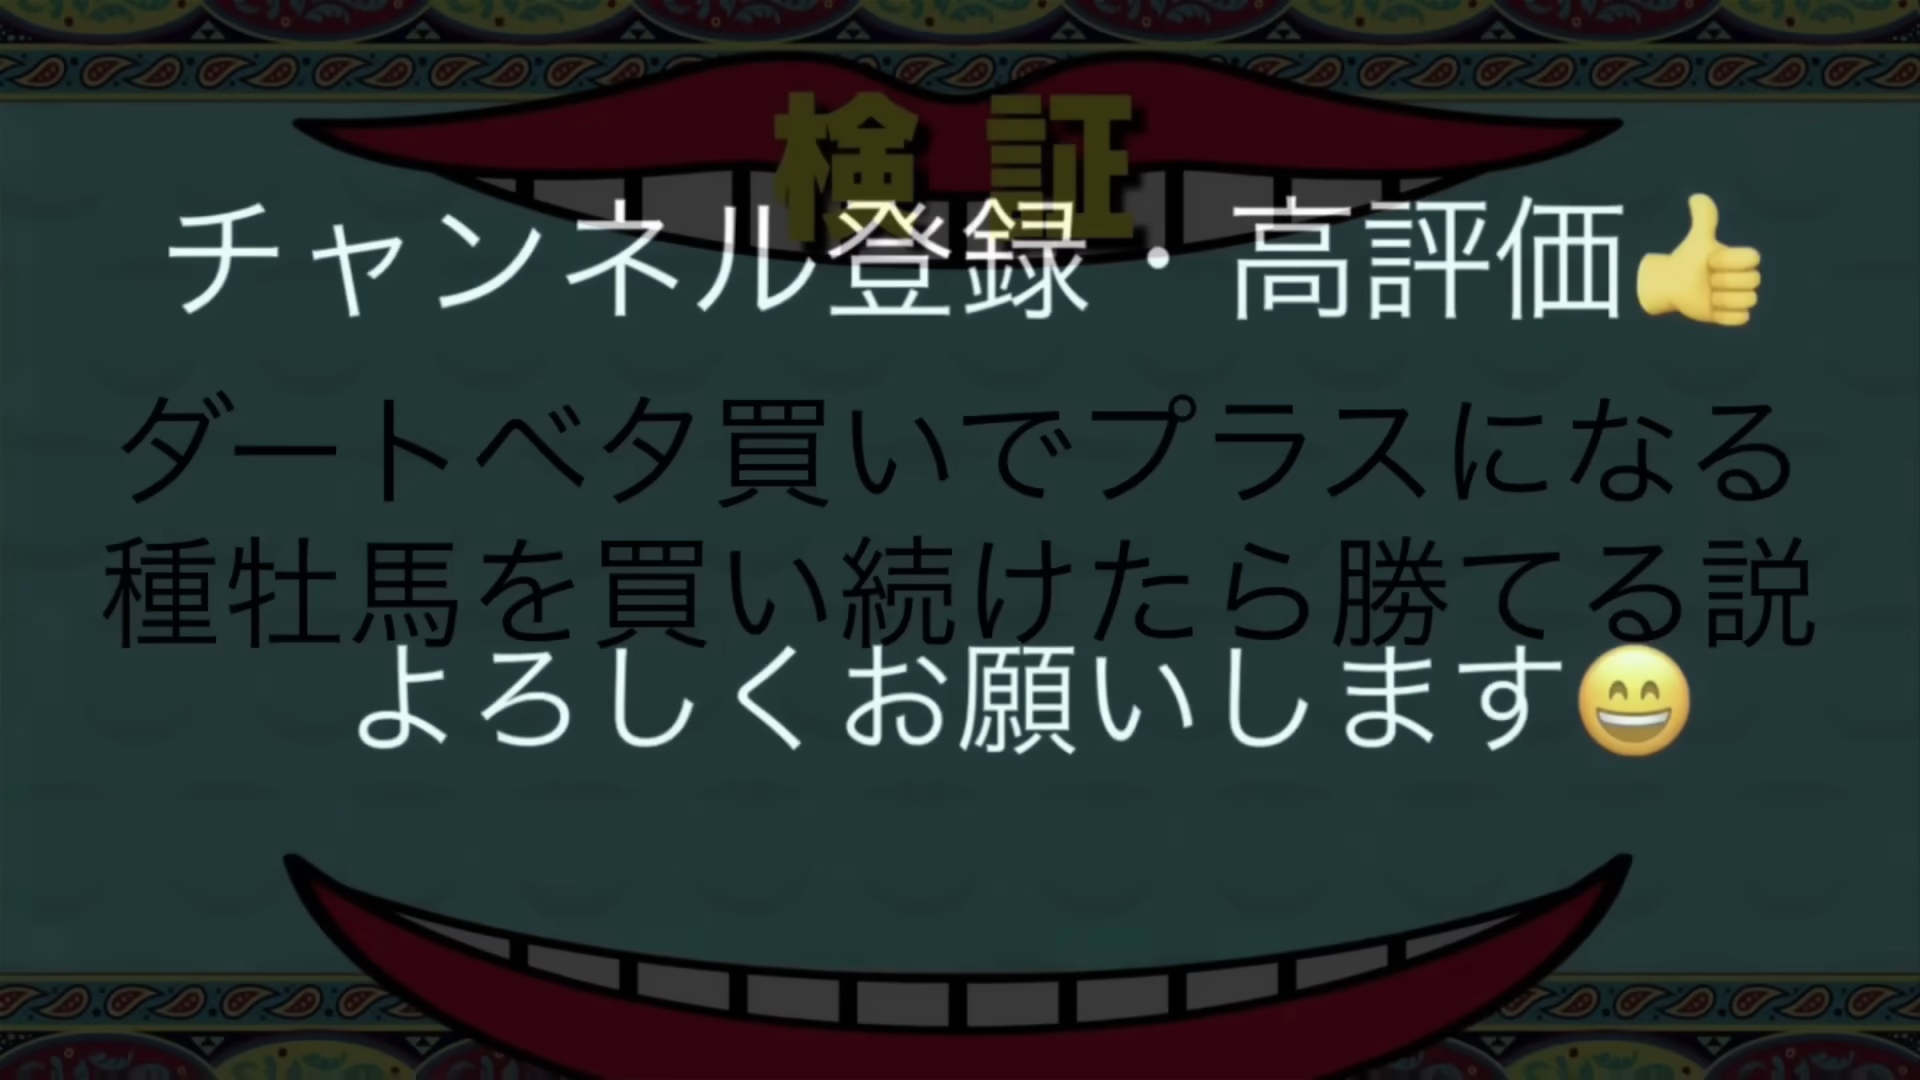 検証
チャンネル登録・高評価👍
ダートベタ買いでプラスになる
種牡馬を買い続けたら勝てる説
よろしくお願いします😄